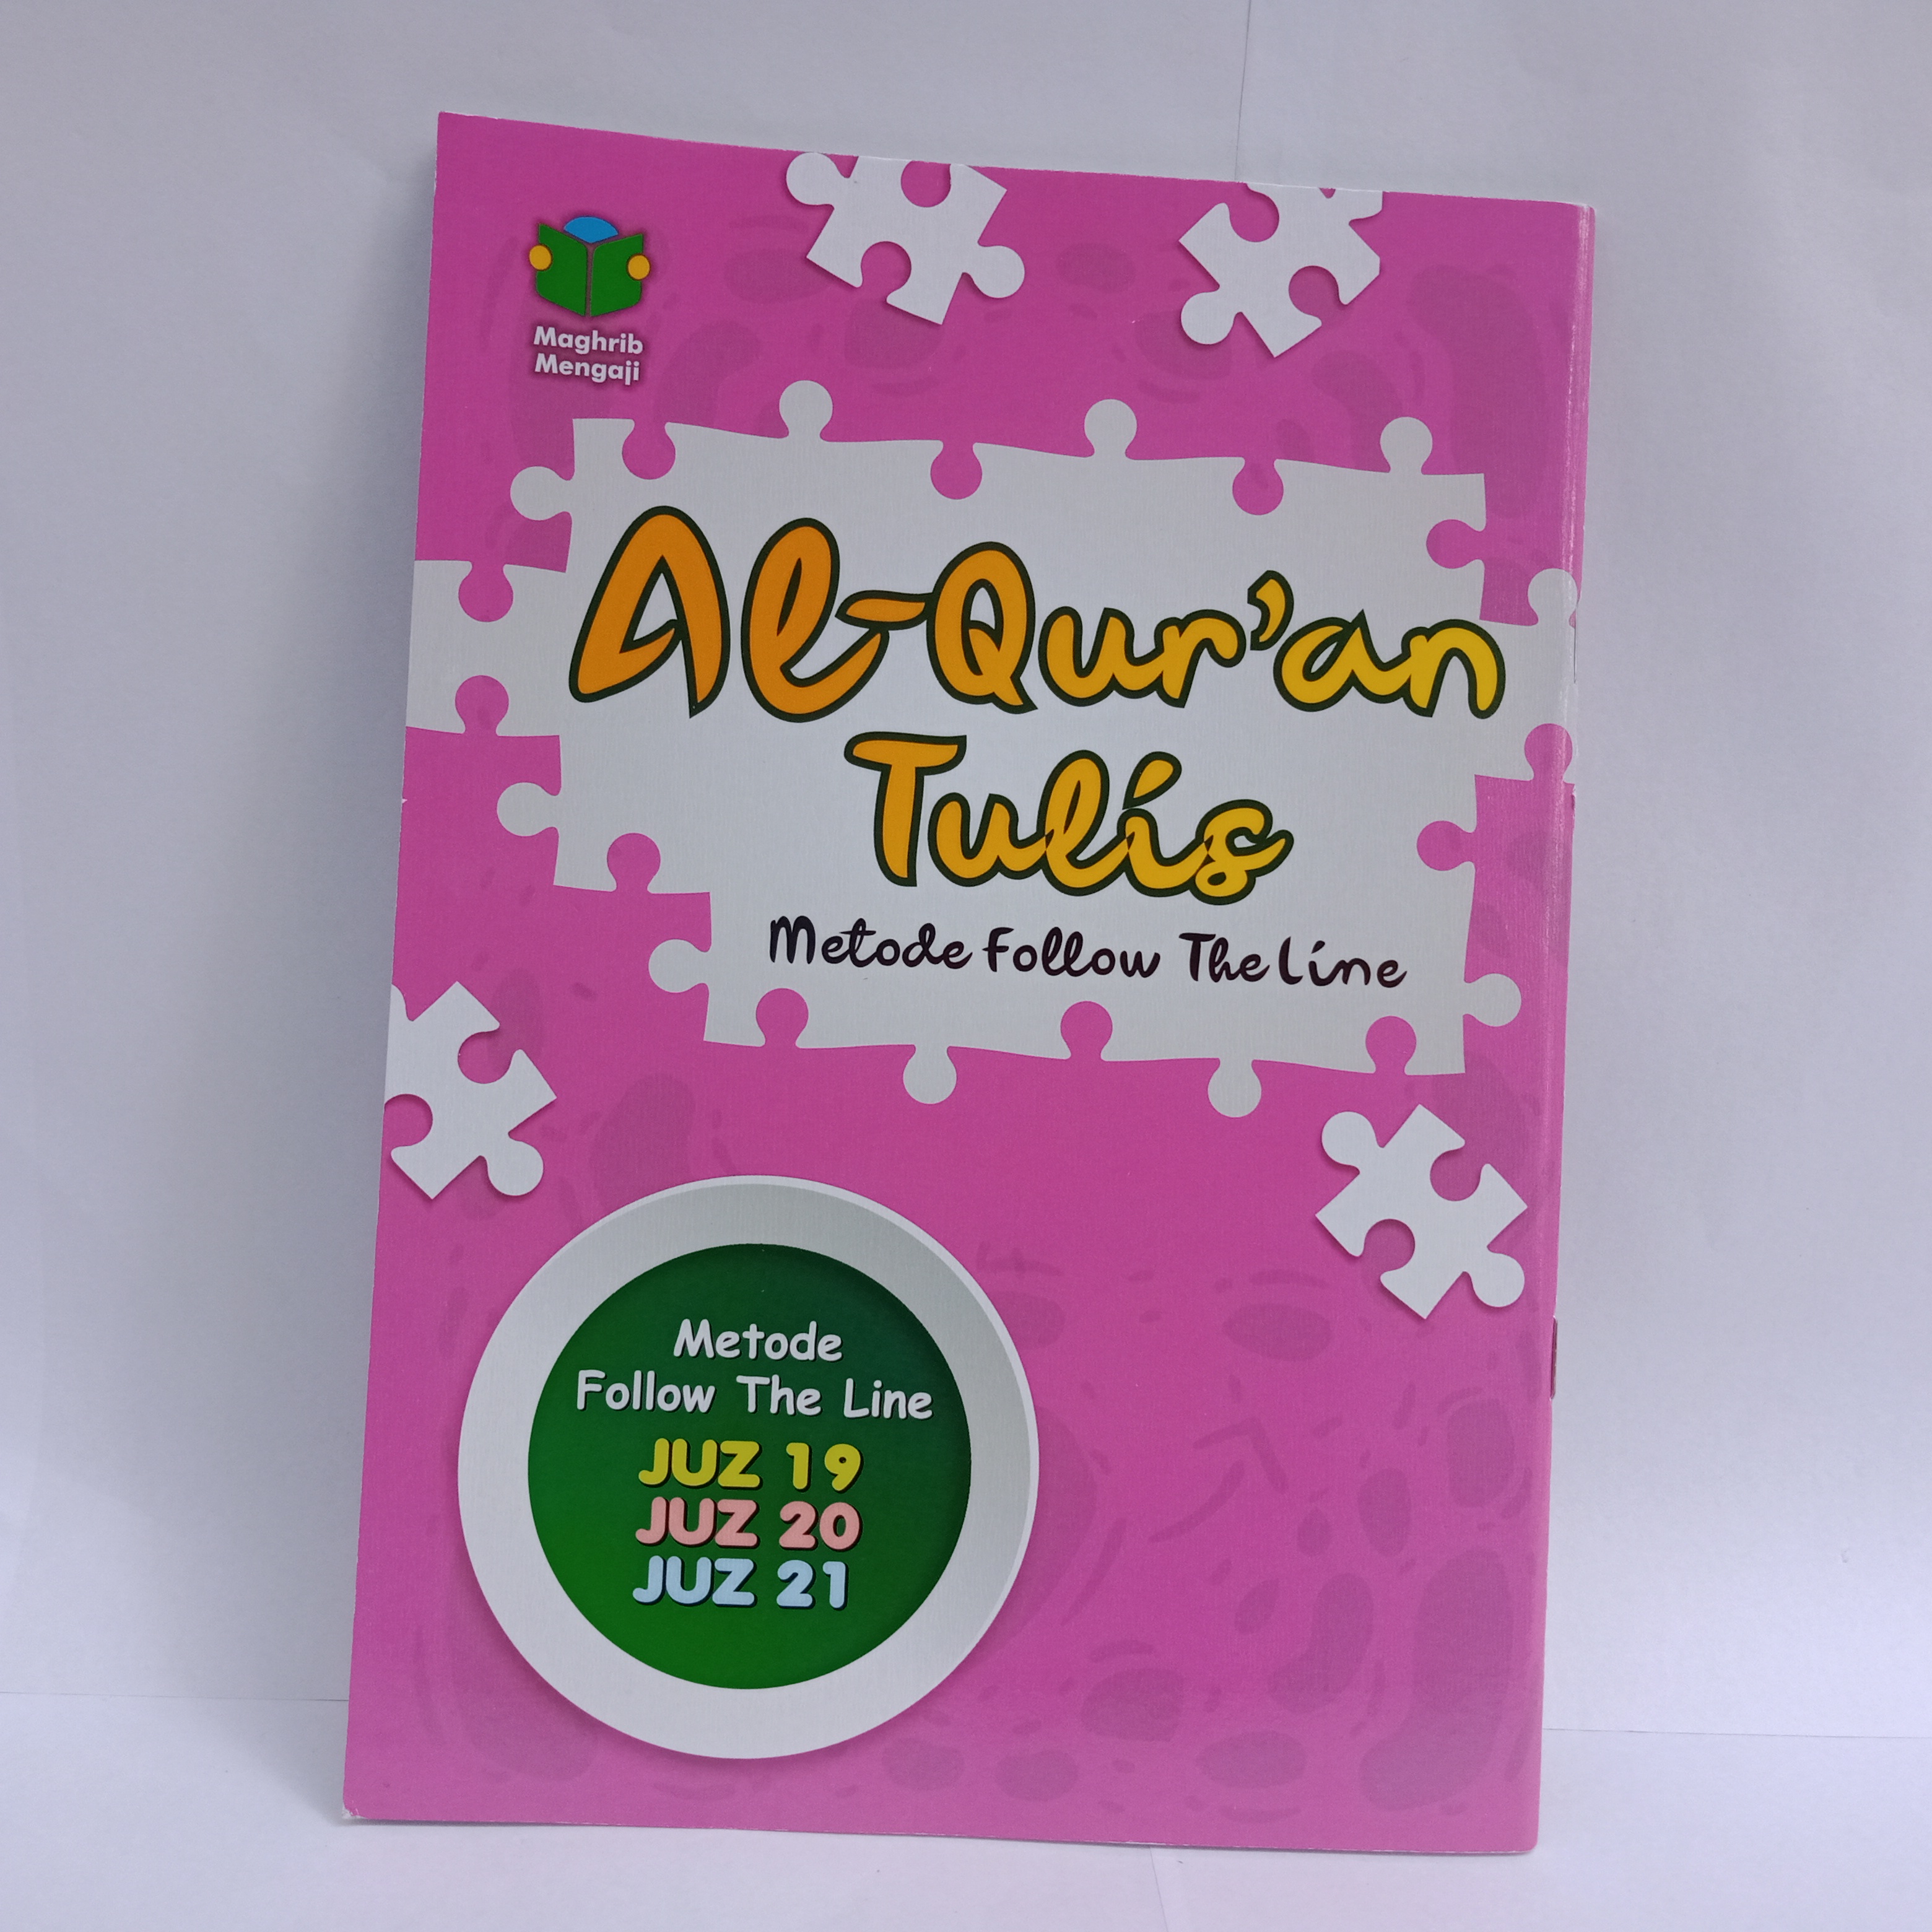 Maghrib
Mengaji
Al-Qur'an
Tulis
Metode Follow The Line
Metode
Follow The Line
JUZ 19
JUZ 20
JUZ 21